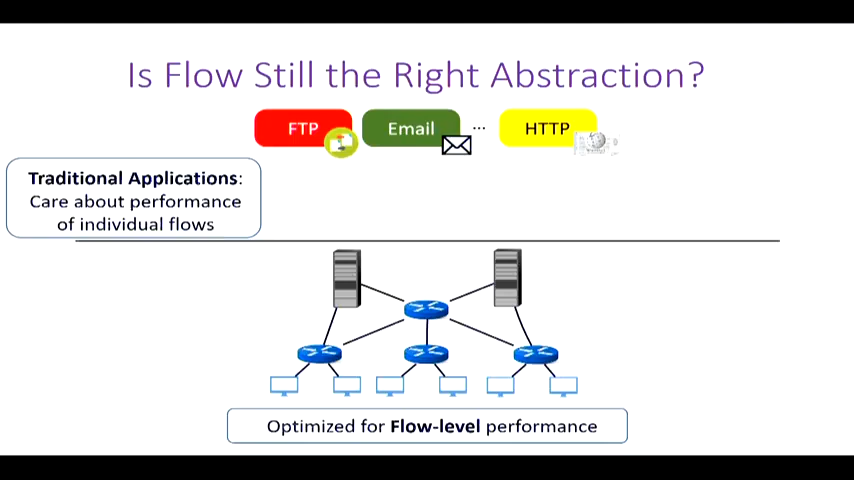 Is Flow Still the Right Abstraction?
FTP
Email
...
HTTP
Traditional Applications:
Care about performance
of individual flows
Optimized for Flow-level performance